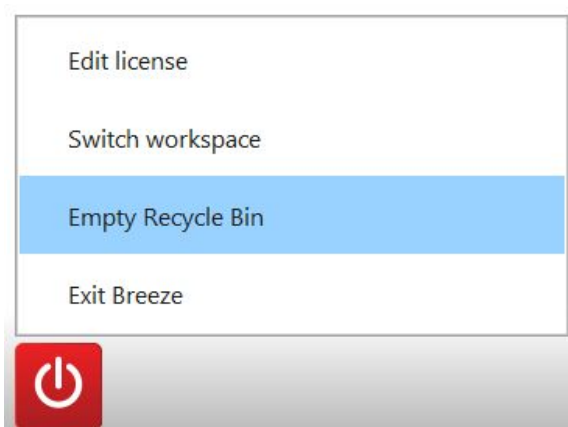 Edit license
Switch workspace
Empty Recycle Bin
Exit Breeze